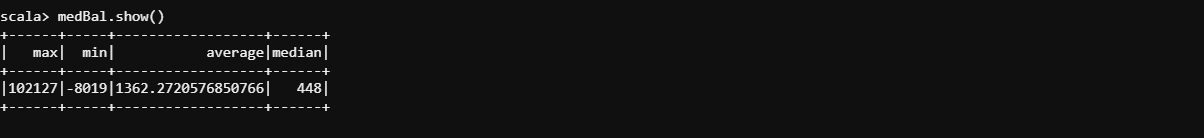 scala> medBal.show()
+------+-----+------------------+------+
|   max|  min|           average|median|
+------+-----+------------------+------+
|102127|-8019|1362.2720576850766|   448|
+------+-----+------------------+------+